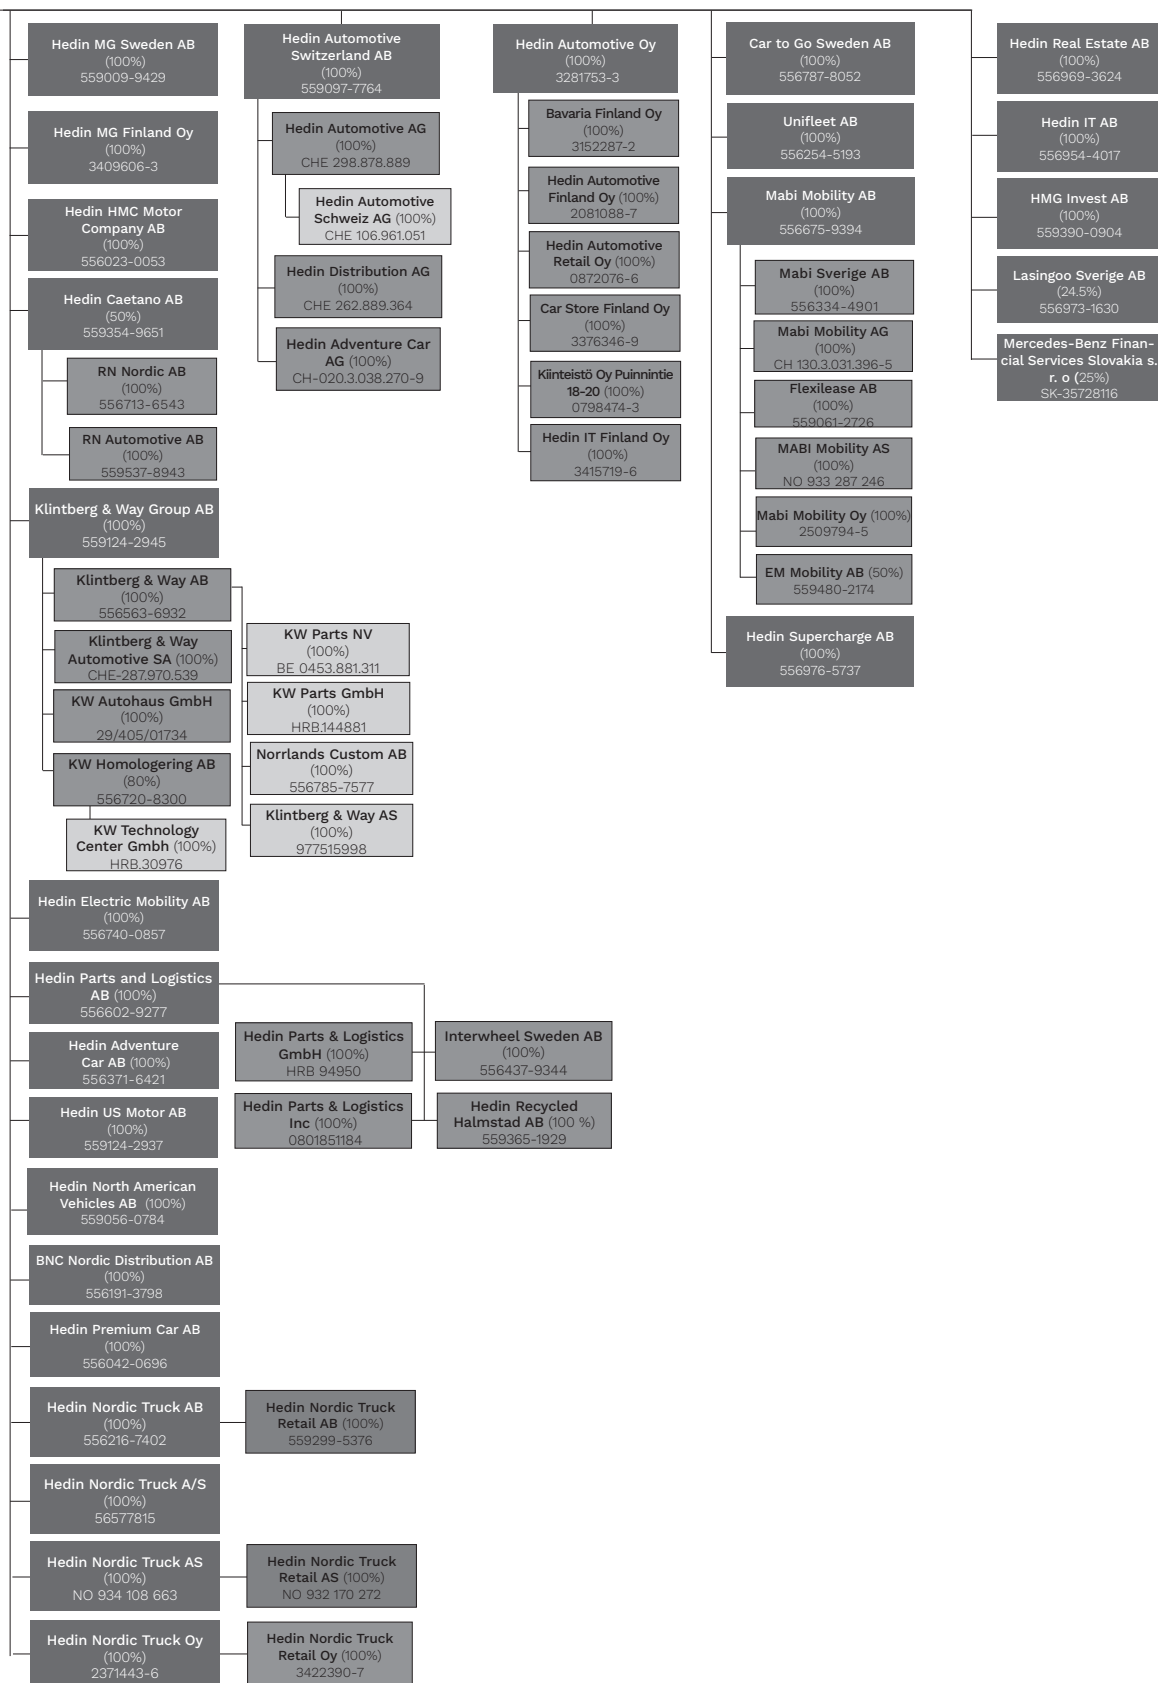 Hedin MG Sweden AB
(100%)
559009-9429
Hedin MG Finland Oy
(100%)
3409606-3
Hedin HMC Motor
Company AB
(100%)
556023-0053
Hedin Caetano AB
(50%)
559354-9651
RN Nordic AB
(100%)
556713-6543
RN Automotive AB
(100%)
559537-8943
Klintberg & Way Group AB
(100%)
559124-2945
Klintberg & Way AB
(100%)
556563-6932
Klintberg & Way
Automotive SA (100%)
CHE-287.970.539
KW Autohaus GmbH
(100%)
29/405/01734
KW Homologering AB
(80%)
556720-8300
KW Technology
Center Gmbh (100%)
HRB.30976
KW Parts NV
(100%)
BE 0453.881.311
KW Parts GmbH
(100%)
HRB.144881
Norrlands Custom AB
(100%)
556785-7577
Klintberg & Way AS
(100%)
977515998
Hedin Electric Mobility AB
(100%)
556740-0857
Hedin Parts and Logistics
AB (100%)
556602-9277
Hedin Parts & Logistics
GmbH (100%)
HRB 94950
Interwheel Sweden AB
(100%)
556437-9344
Hedin Parts & Logistics
Inc (100%)
0801851184
Hedin Recycled
Halmstad AB (100 %)
559365-1929
Hedin Adventure
Car AB (100%)
556371-6421
Hedin US Motor AB
(100%)
559124-2937
Hedin North American
Vehicles AB (100%)
559056-0784
BNC Nordic Distribution AB
(100%)
556191-3798
Hedin Premium Car AB
(100%)
556042-0696
Hedin Nordic Truck AB
(100%)
556216-7402
Hedin Nordic Truck
Retail AB (100%)
559299-5376
Hedin Nordic Truck A/S
(100%)
56577815
Hedin Nordic Truck AS
(100%)
NO 934 108 663
Hedin Nordic Truck
Retail AS (100%)
NO 932 170 272
Hedin Nordic Truck Oy
(100%)
2371443-6
Hedin Nordic Truck
Retail Oy (100%)
3422390-7
Hedin Automotive
Switzerland AB
(100%)
559097-7764
Hedin Automotive AG
(100%)
CHE 298.878.889
Hedin Automotive
Schweiz AG (100%)
CHE 106.961.051
Hedin Distribution AG
(100%)
CHE 262.889.364
Hedin Adventure Car
AG (100%)
CH-020.3.038.270-9
Hedin Automotive Oy
(100%)
3281753-3
Bavaria Finland Oy
(100%)
3152287-2
Hedin Automotive
Finland Oy (100%)
2081088-7
Hedin Automotive
Retail Oy (100%)
0872076-6
Car Store Finland Oy
(100%)
3376346-9
Kiinteistö Oy Puinnintie
18-20 (100%)
0798474-3
Hedin IT Finland Oy
(100%)
3415719-6
Car to Go Sweden AB
(100%)
556787-8052
Unifleet AB
(100%)
556254-5193
Mabi Mobility AB
(100%)
556675-9394
Mabi Sverige AB
(100%)
556334-4901
Mabi Mobility AG
(100%)
CH 130.3.031.396-5
Flexilease AB
(100%)
559061-2726
MABI Mobility AS
(100%)
NO 933 287 246
Mabi Mobility Oy (100%)
2509794-5
EM Mobility AB (50%)
559480-2174
Hedin Supercharge AB
(100%)
556976-5737
Hedin Real Estate AB
(100%)
556969-3624
Hedin IT AB
(100%)
556954-4017
HMG Invest AB
(100%)
559390-0904
Lasingoo Sverige AB
(24.5%)
556973-1630
Mercedes-Benz Finan-
cial Services Slovakia s.
r. o (25%)
SK-35728116